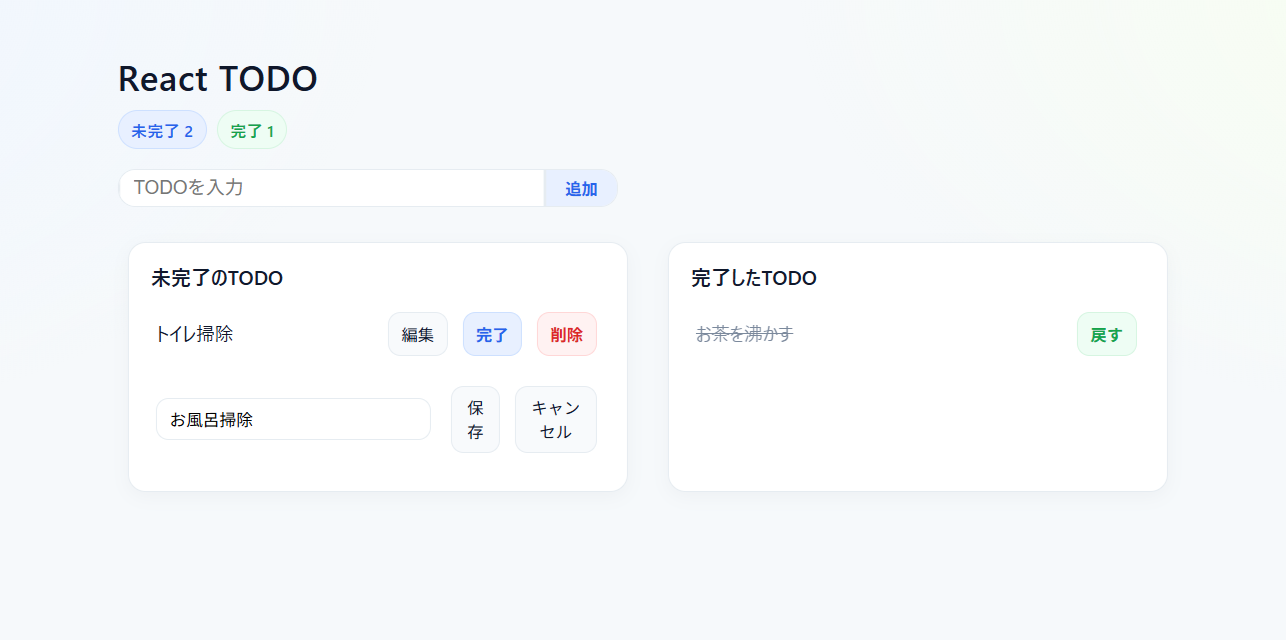 React TODO
未完了 2
完了 1
TODOを入力
追加
未完了のTODO
トイレ掃除
編集
完了
削除
お風呂掃除
保
存
キャン
セル
完了したTODO
お茶を沸かす
戻す